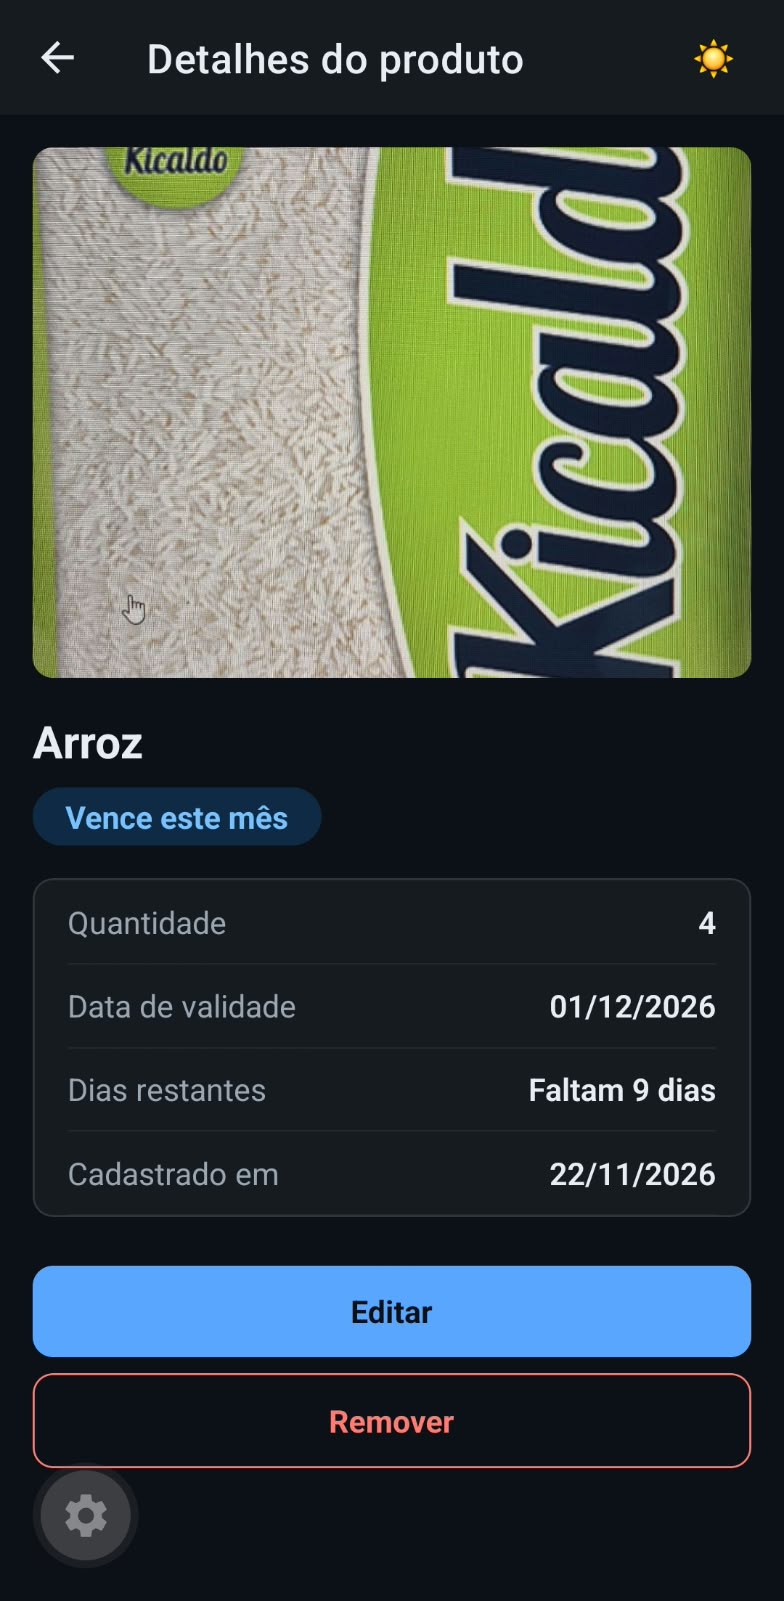 Detalhes do produto
Kicaldo
Kicald
Arroz
Vence este mês
Quantidade 4
Data de validade 01/12/2026
Dias restantes Faltam 9 dias
Cadastrado em 22/11/2026
Editar
Remover